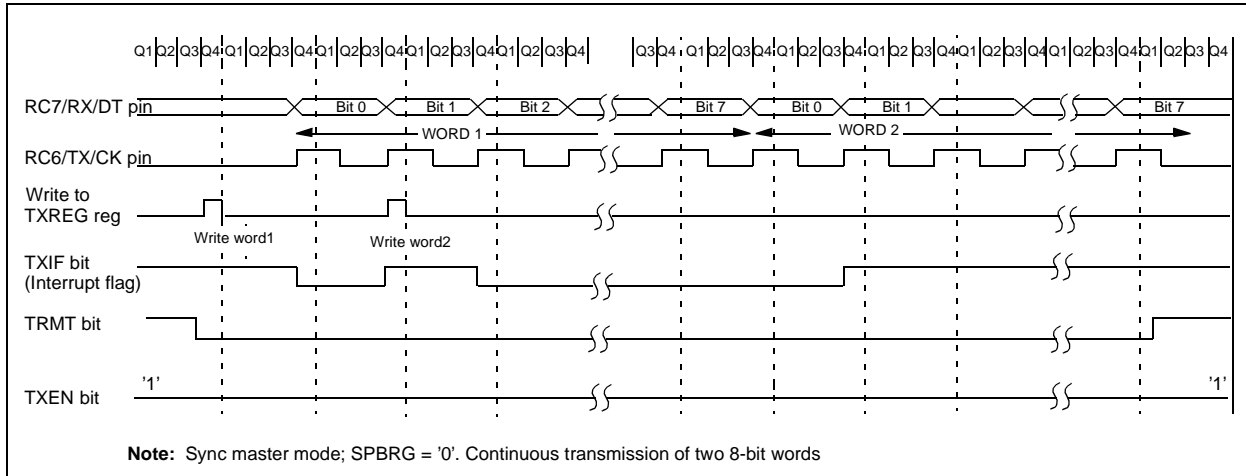 Q1 Q2 Q3 Q4 Q1 Q2 Q3 Q4 Q1 Q2 Q3 Q4 Q1 Q2 Q3 Q4 Q1 Q2 Q3 Q4 Q3 Q4 Q1 Q2 Q3 Q4 Q1 Q2 Q3 Q4 Q1 Q2 Q3 Q4 Q1 Q2 Q3 Q4 Q1 Q2 Q3 Q4 Q1 Q2 Q3 Q4
RC7/RX/DT pin
Bit 0 Bit 1 Bit 2 Bit 7 Bit 0 Bit 1 Bit 7
WORD 1 WORD 2
RC6/TX/CK pin
Write to
TXREG reg
Write word1 Write word2
TXIF bit
(Interrupt flag)
TRMT bit
'1' '1'
TXEN bit
Note: Sync master mode; SPBRG = '0'. Continuous transmission of two 8-bit words